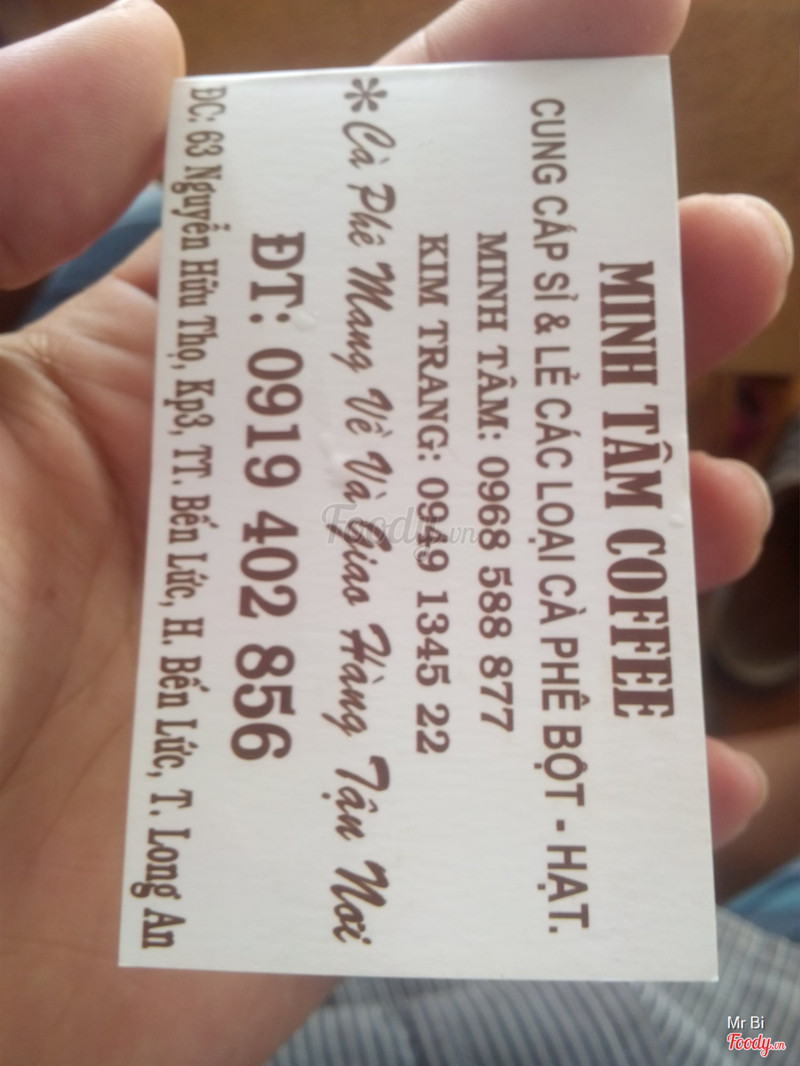 MINH TÂM COFFEE
CUNG CẤP SỈ & LẺ CÁC LOẠI CÀ PHÊ BỘT - HẠT.
MINH TÂM: 0968 588 877
KIM TRANG: 0949 1345 22
* Cà Phê Mang Về Và Giao Hàng Tận Nơi
ĐT: 0919 402 856
ĐC: 63 Nguyễn Hữu Thọ, Kp3, TT. Bến Lức, H. Bến Lức, T. Long An
Foody.vn
Mr Bi
Foody.vn